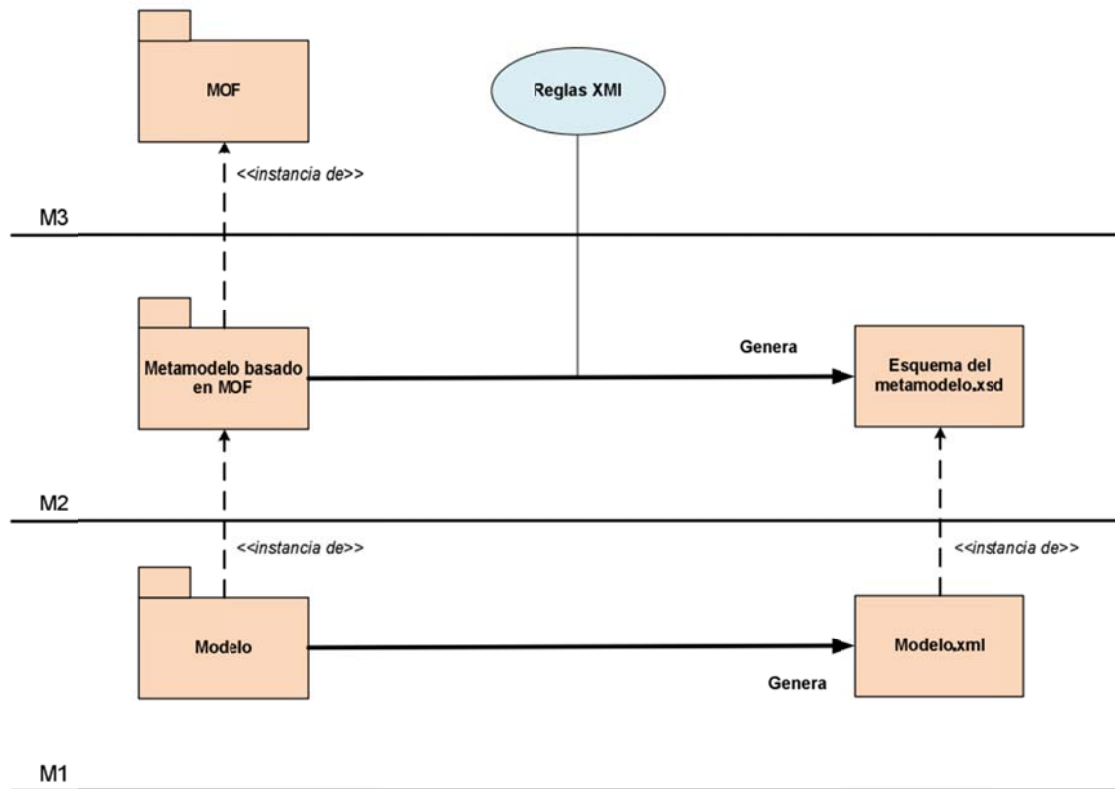 MOF
Reglas XMI
<<instancia de>>
M3
Metamodelo basado
en MOF
Genera
Esquema del
metamodelo.xsd
M2
<<instancia de>>
<<instancia de>>
Modelo
Genera
Modelo.xml
M1